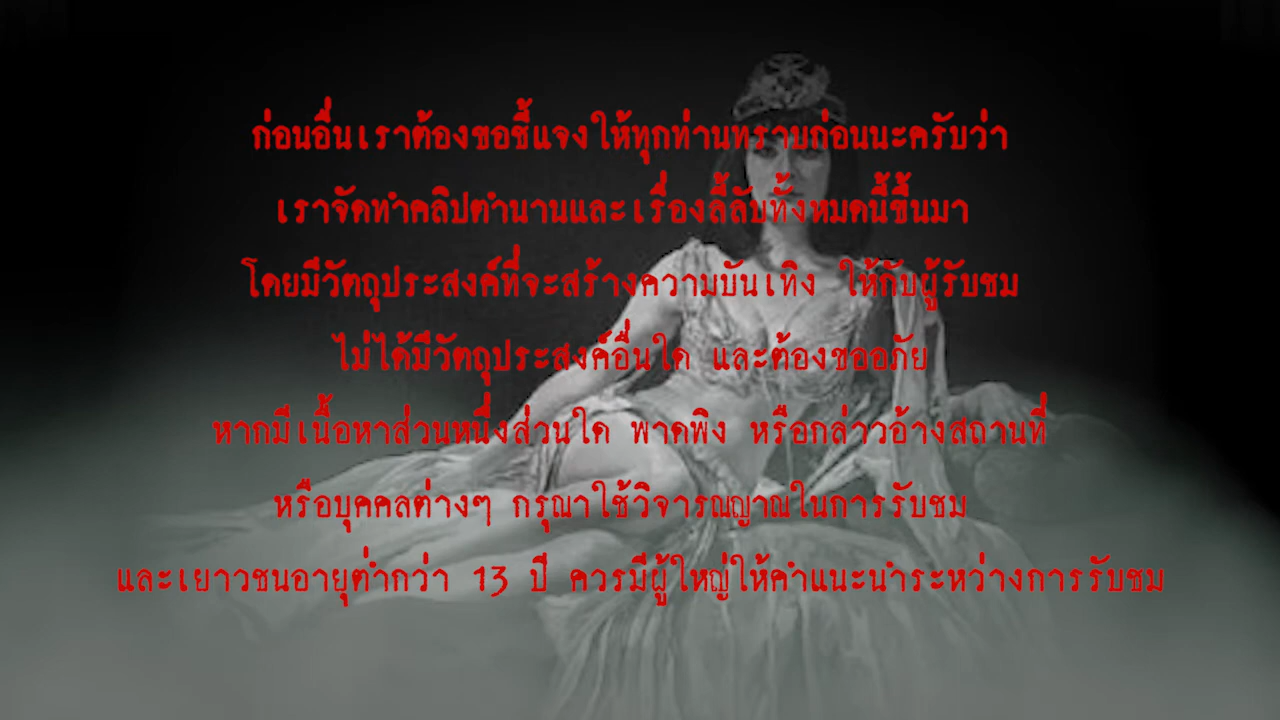 ก่อนอื่นเราต้องขอชี้แจงให้ทุกท่านทราบก่อนนะครับว่า
เราจัดทำคลิปตำนานและเรื่องลี้ลับทั้งหมดนี้ขึ้นมา
โดยมีวัตถุประสงค์ที่จะสร้างความบันเทิง ให้กับผู้รับชม
ไม่ได้มีวัตถุประสงค์อื่นใด และต้องขออภัย
หากมีเนื้อหาส่วนหนึ่งส่วนใด พาดพิง หรือกล่าวอ้างสถานที่
หรือบุคคลต่างๆ กรุณาใช้วิจารณญาณในการรับชม
และเยาวชนอายุต่ำกว่า 13 ปี ควรมีผู้ใหญ่ให้คำแนะนำระหว่างการรับชม